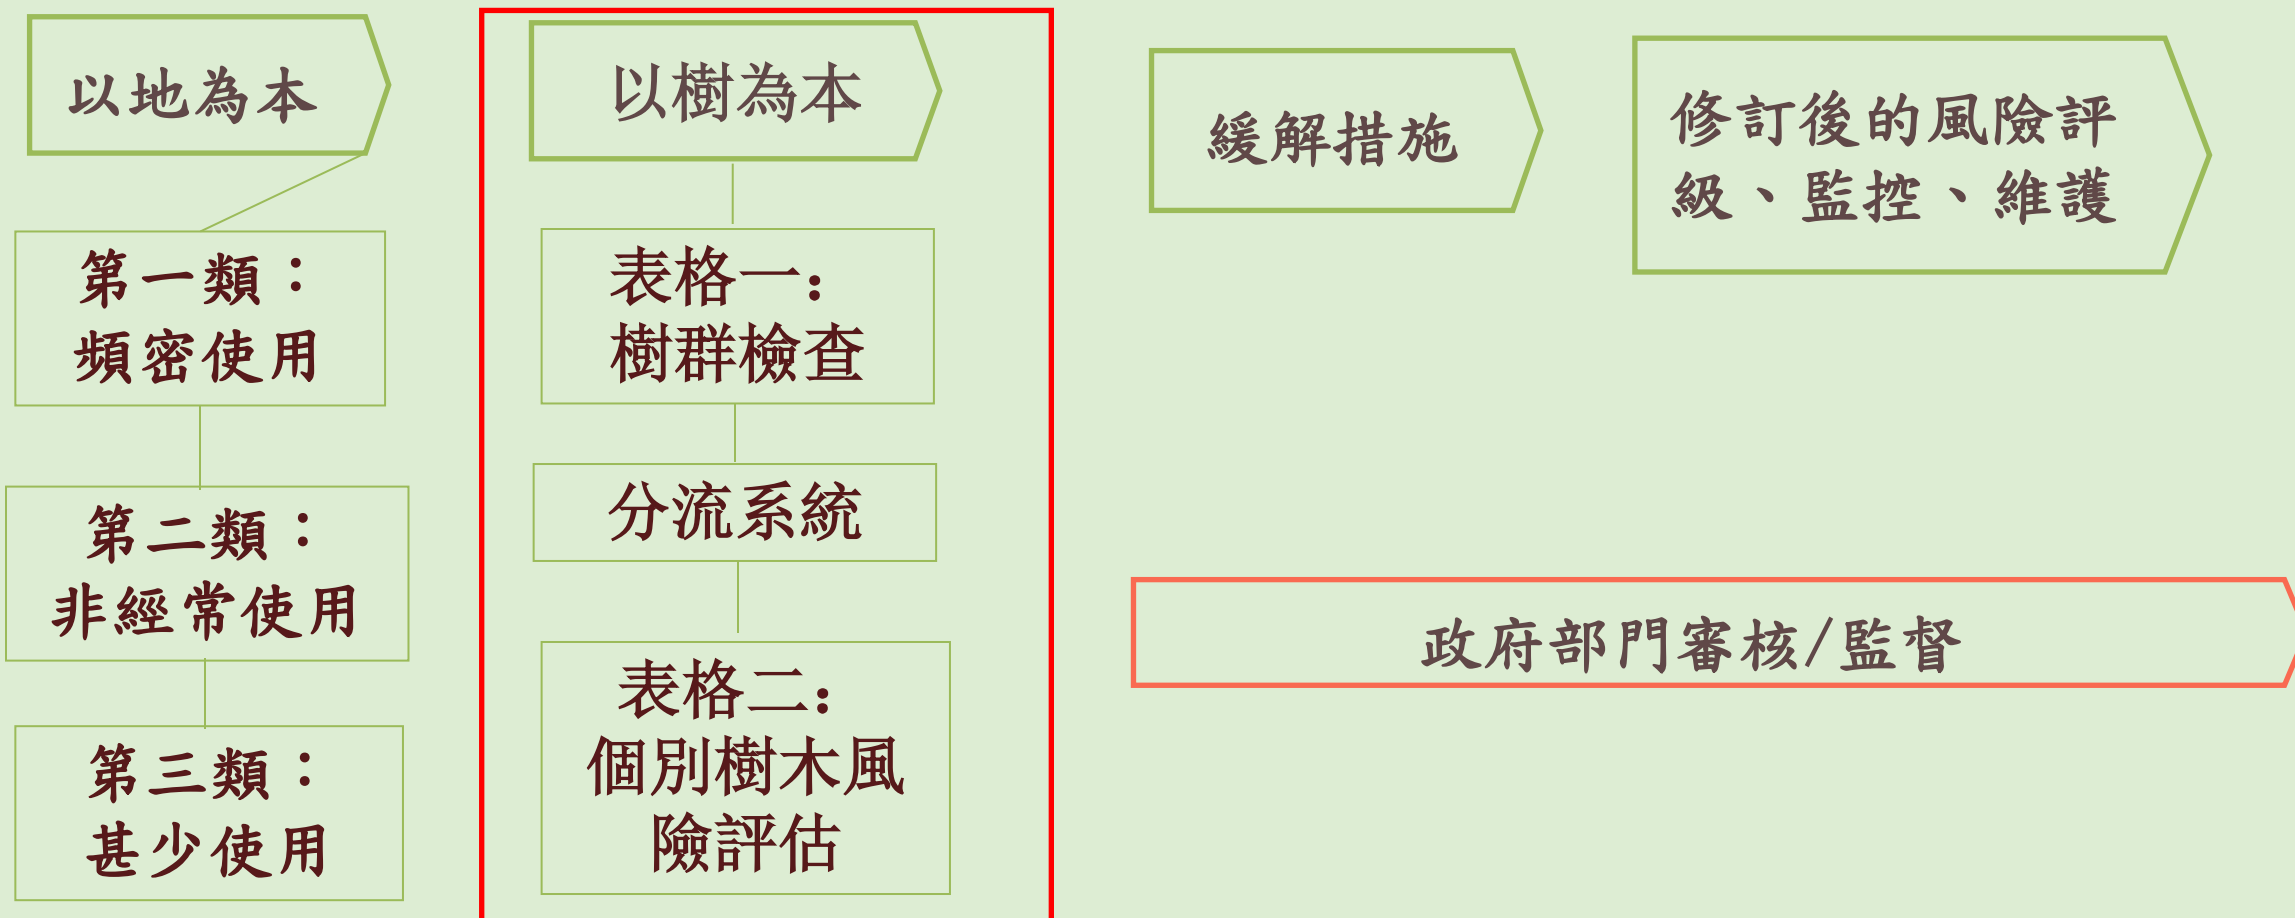 以地為本
第一類：
頻密使用
第二類：
非經常使用
第三類：
甚少使用
以樹為本
表格一：
樹群檢查
分流系統
表格二：
個別樹木風
險評估
緩解措施
修訂後的風險評
級、監控、維護
政府部門審核/監督